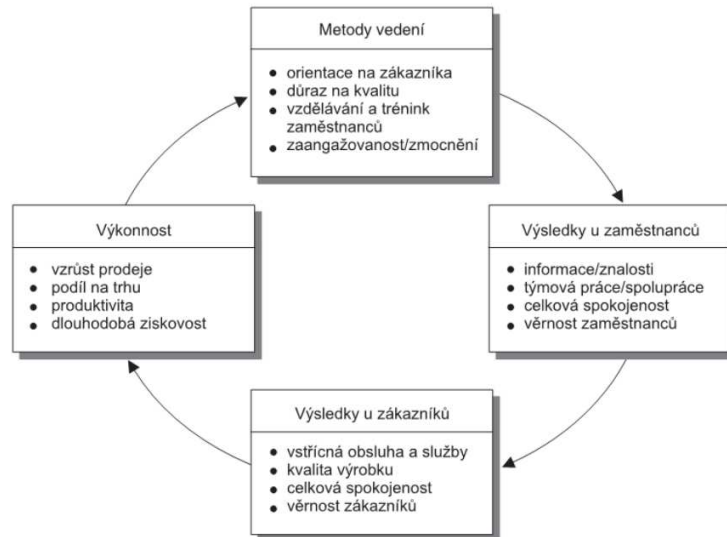 Metody vedení
orientace na zákazníka
důraz na kvalitu
vzdělávání a trénink
zaměstnanců
zaangažovanost/zmocnění
Výkonnost
vzrůst prodeje
podíl na trhu
produktivita
dlouhodobá ziskovost
Výsledky u zaměstnanců
informace/znalosti
týmová práce/spolupráce
celková spokojenost
věrnost zaměstnanců
Výsledky u zákazníků
vstřícná obsluha a služby
kvalita výrobku
celková spokojenost
věrnost zákazníků